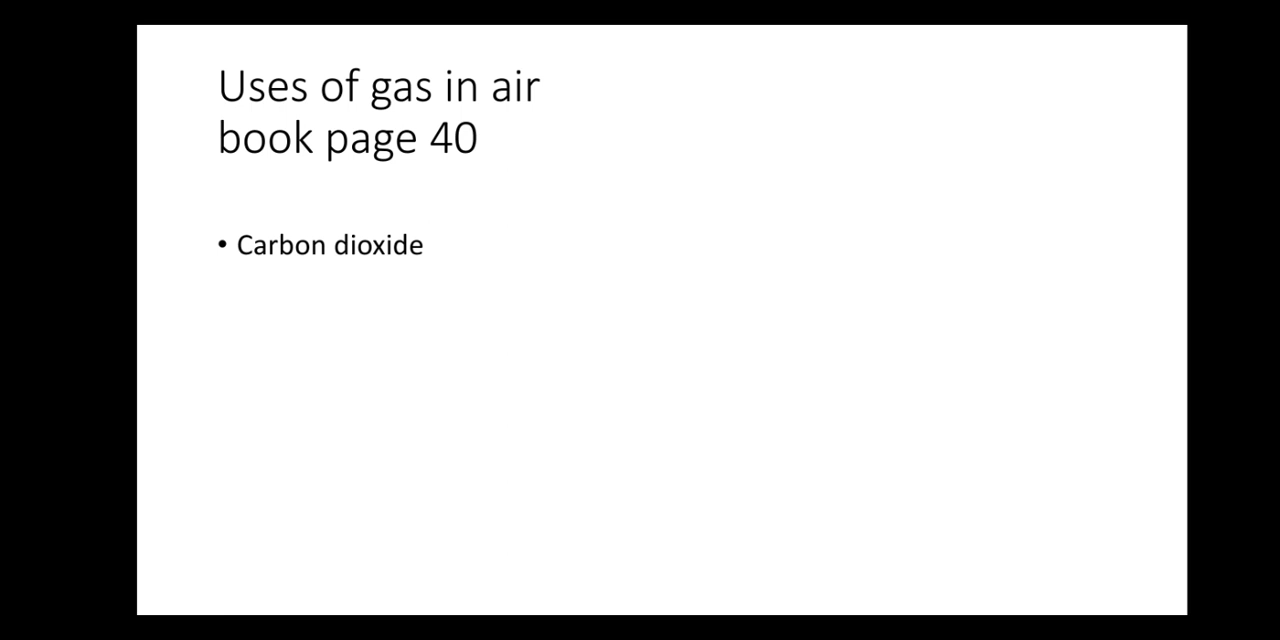 Uses of gas in air
book page 40
• Carbon dioxide